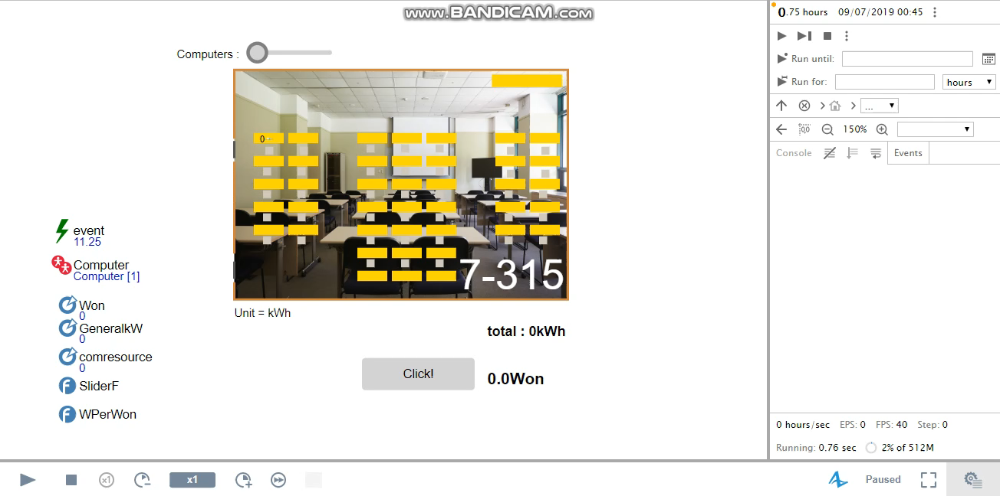 www.BANDICAM.com
0.75 hours 09/07/2019 00:45
Computers :
Run until:
Run for: hours
...
150%
Console Events
0
7-315
event
11.25
Computer
Computer [1]
Won
0
GeneralkW
0
comresource
0
SliderF
WPerWon
Unit = kWh
total : 0kWh
Click!
0.0Won
0 hours/sec EPS: 0 FPS: 40 Step: 0
Running: 0.76 sec 2% of 512M
x1 x1 Paused